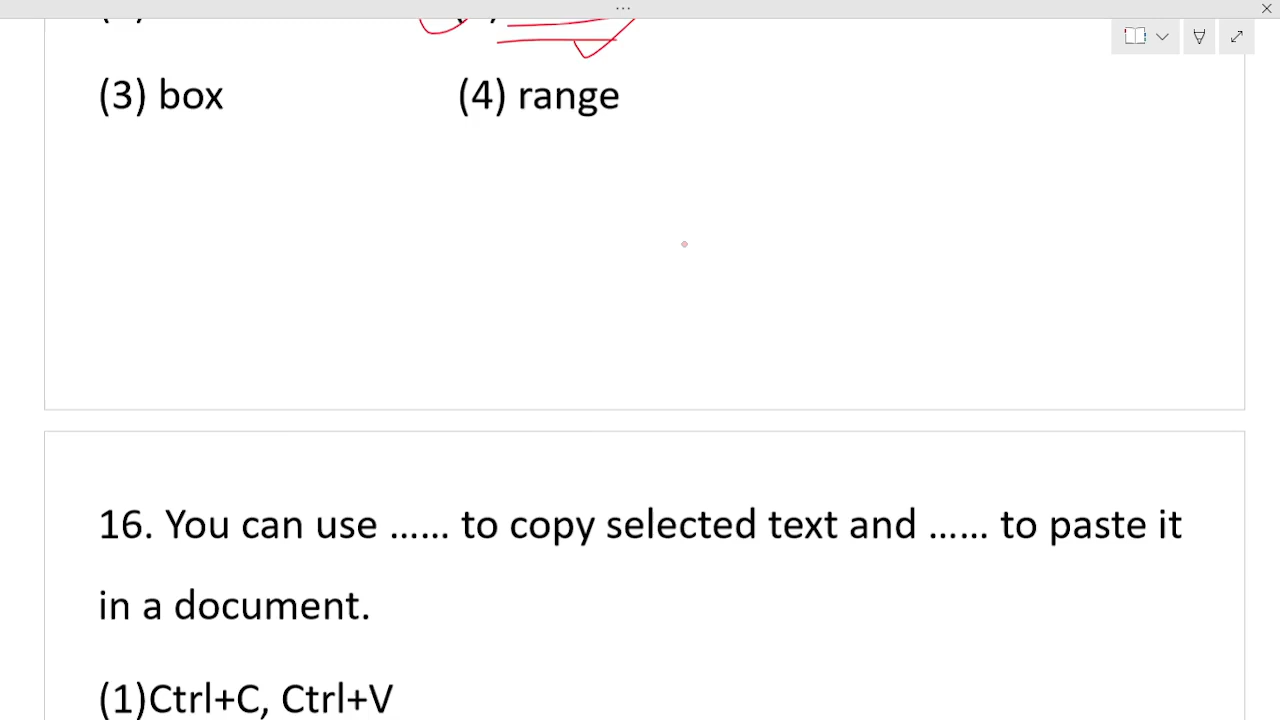 (3) box (4) range
16. You can use ...... to copy selected text and ...... to paste it
in a document.
(1)Ctrl+C, Ctrl+V